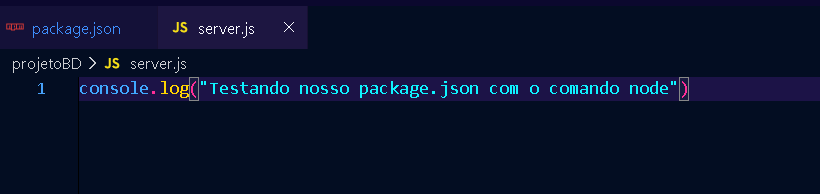 package.json JS server.js
projetoBD > JS server.js
1 console.log("Testando nosso package.json com o comando node")